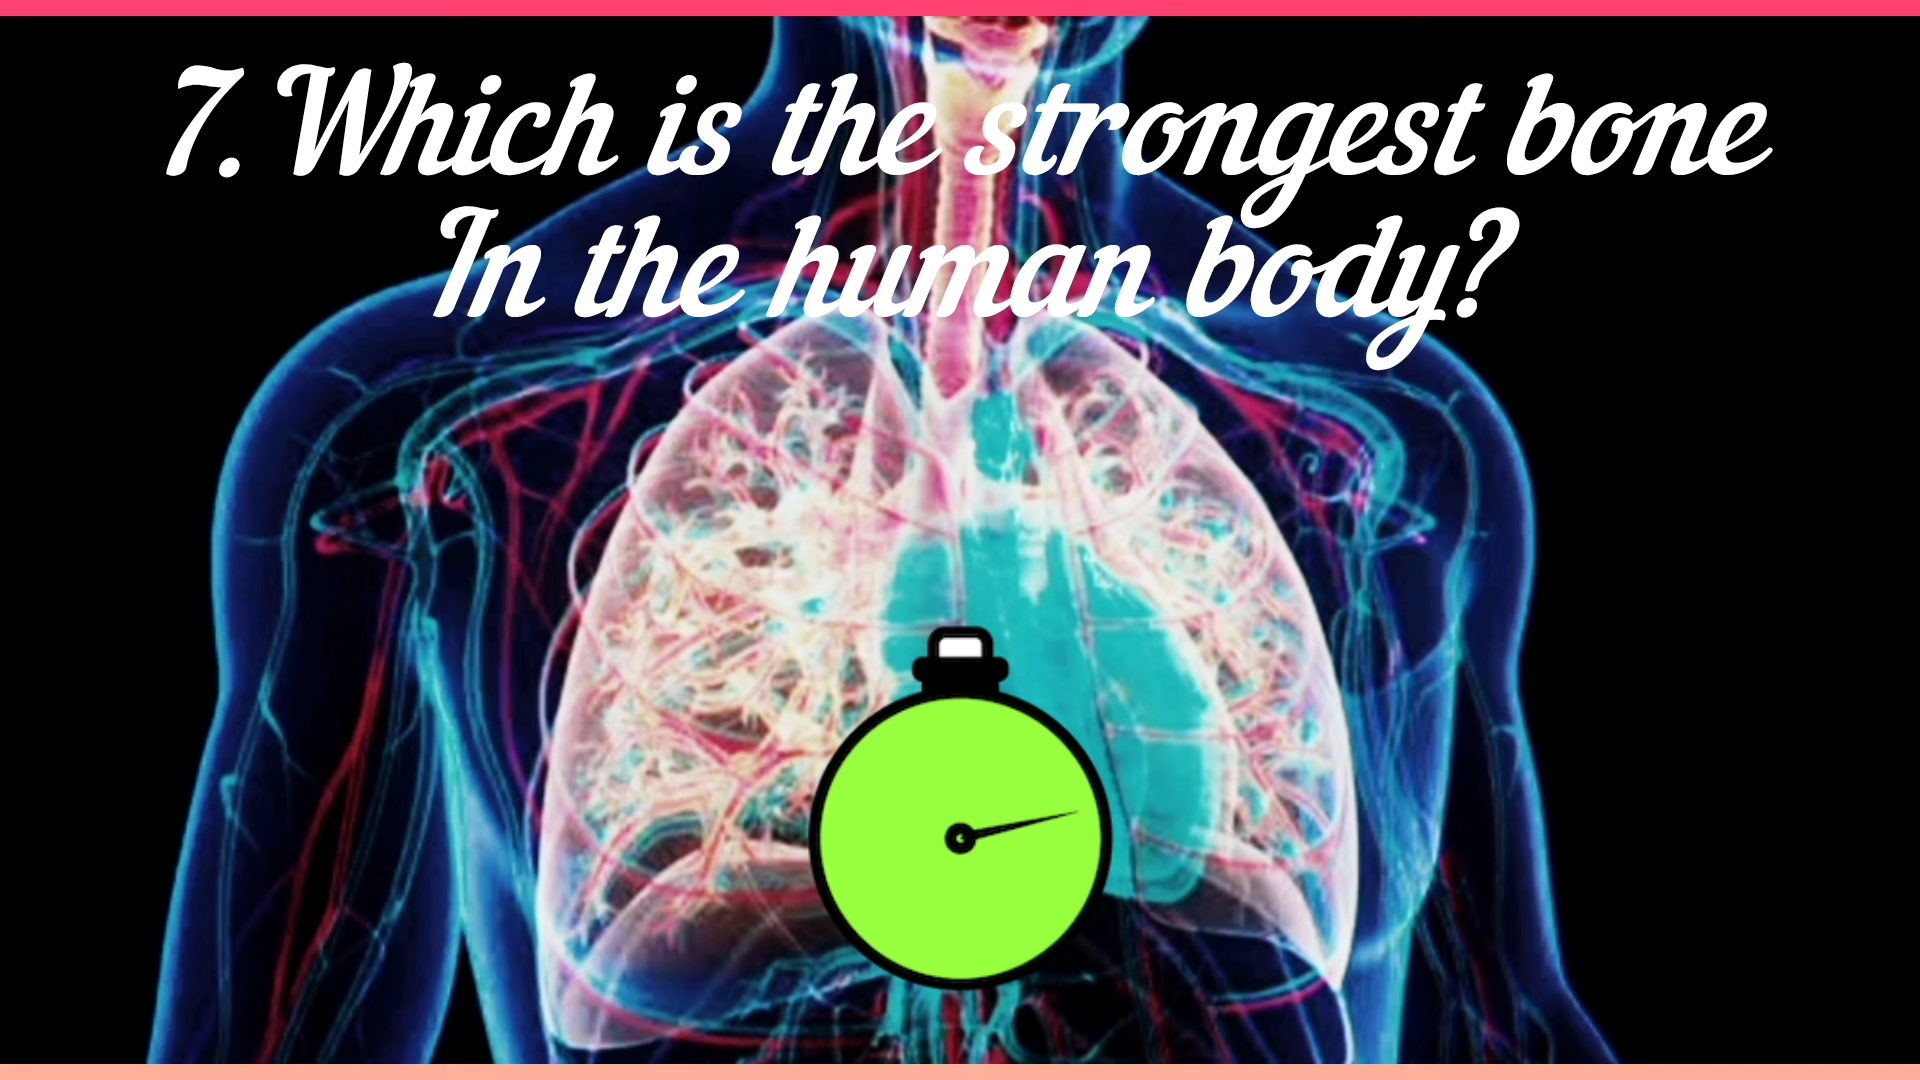 7. Which is the strongest bone
In the human body?